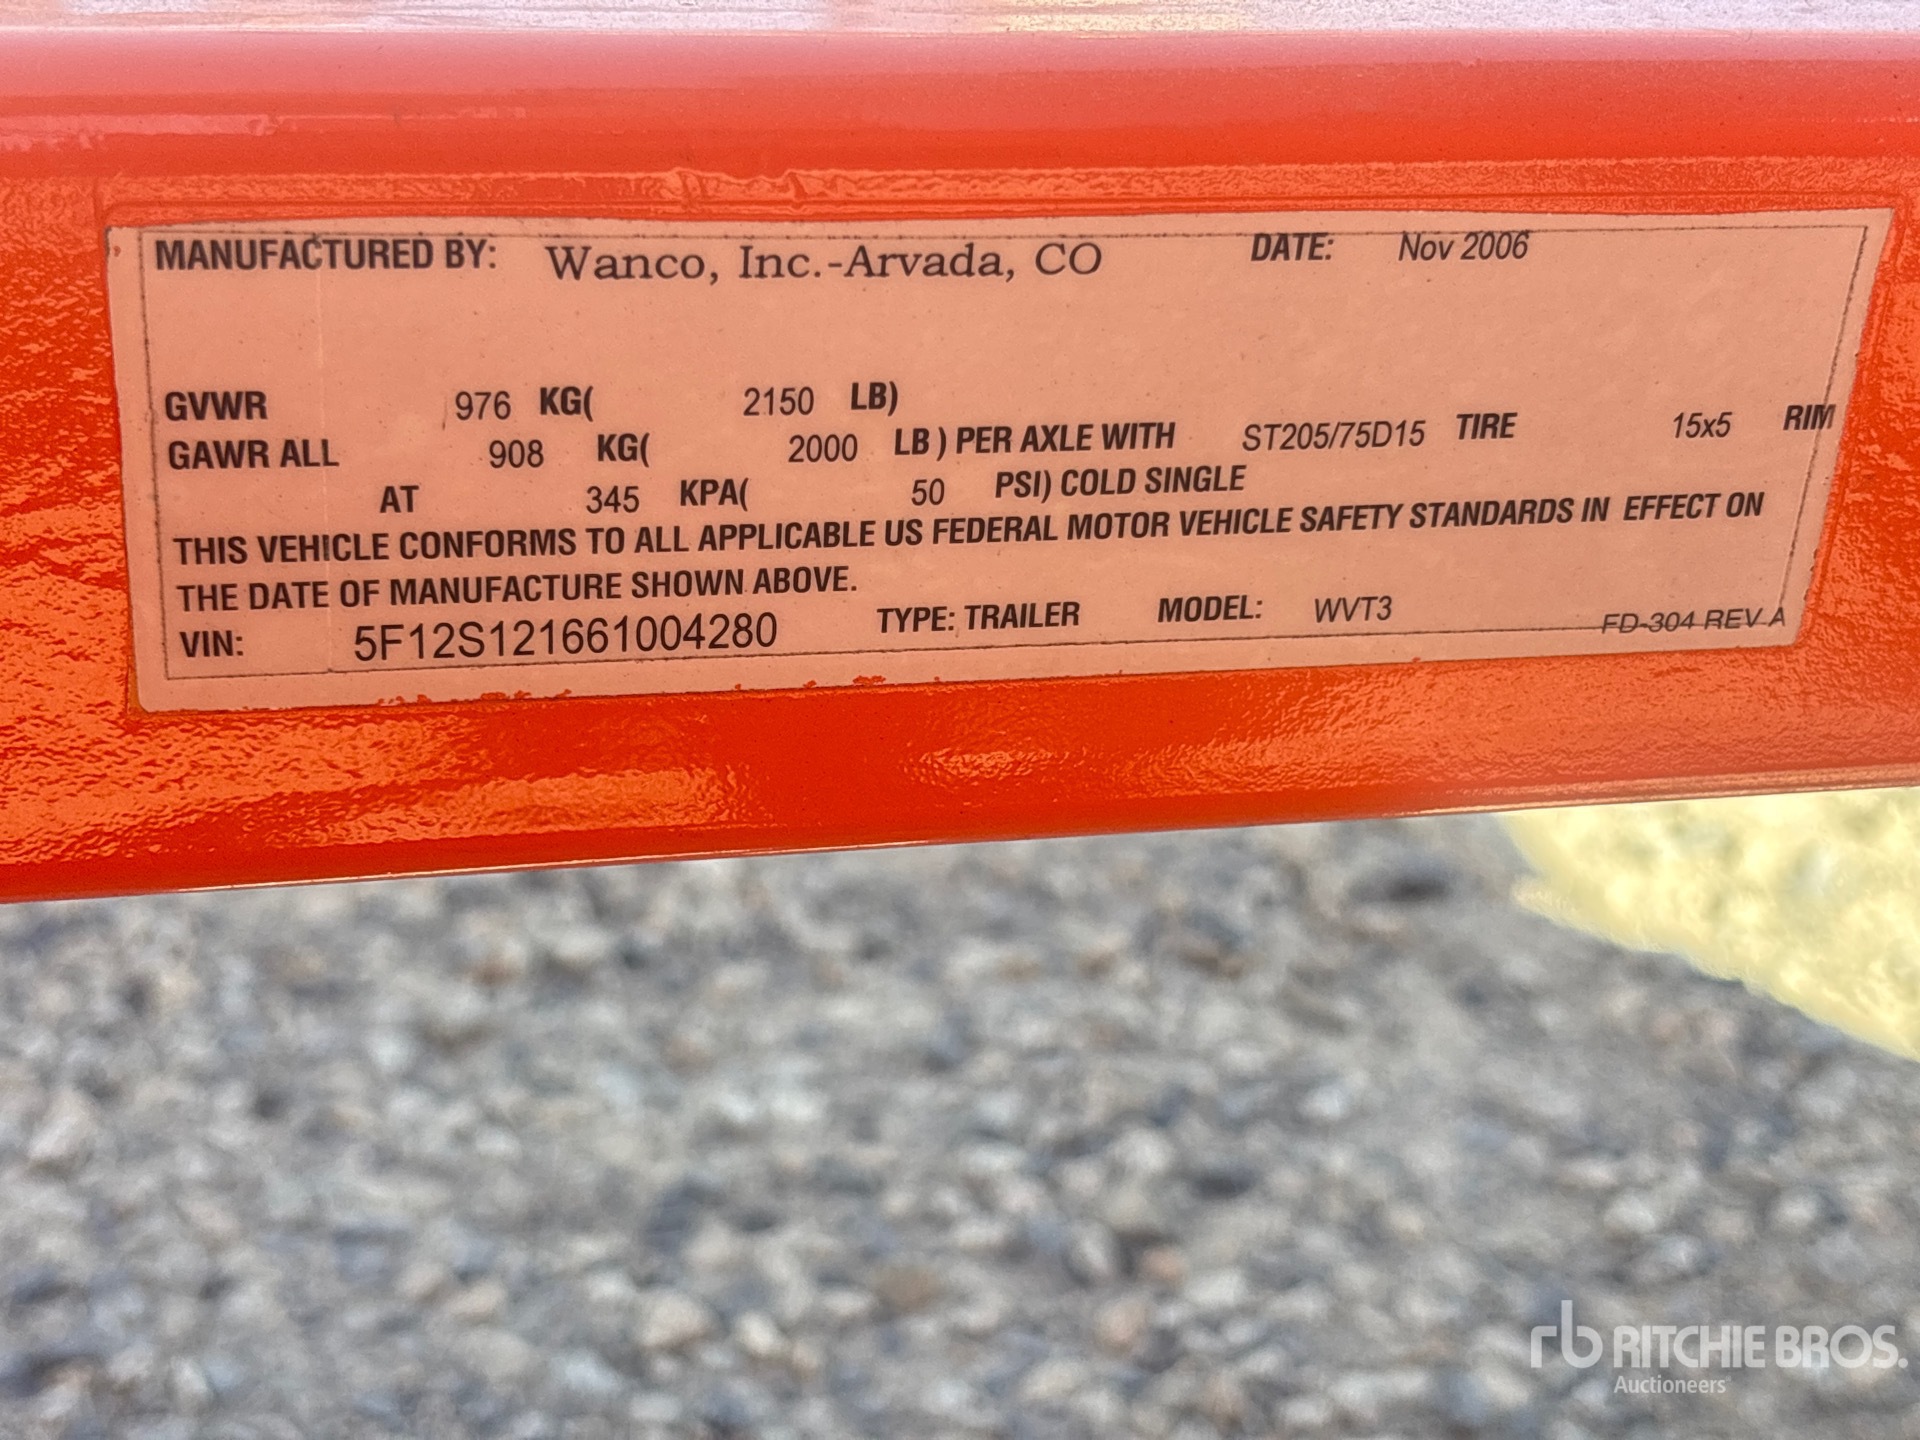 MANUFACTURED BY: Wanco, Inc.-Arvada, CO DATE: Nov 2006
GVWR 976 KG( 2150 LB)
GAWR ALL 908 KG( 2000 LB ) PER AXLE WITH ST205/75D15 TIRE 15x5 RIM
AT 345 KPA( 50 PSI) COLD SINGLE
THIS VEHICLE CONFORMS TO ALL APPLICABLE US FEDERAL MOTOR VEHICLE SAFETY STANDARDS IN EFFECT ON
THE DATE OF MANUFACTURE SHOWN ABOVE.
VIN: 5F12S121661004280 TYPE: TRAILER MODEL: WVT3 FD-304 REV A
rb RITCHIE BROS.
Auctioneers